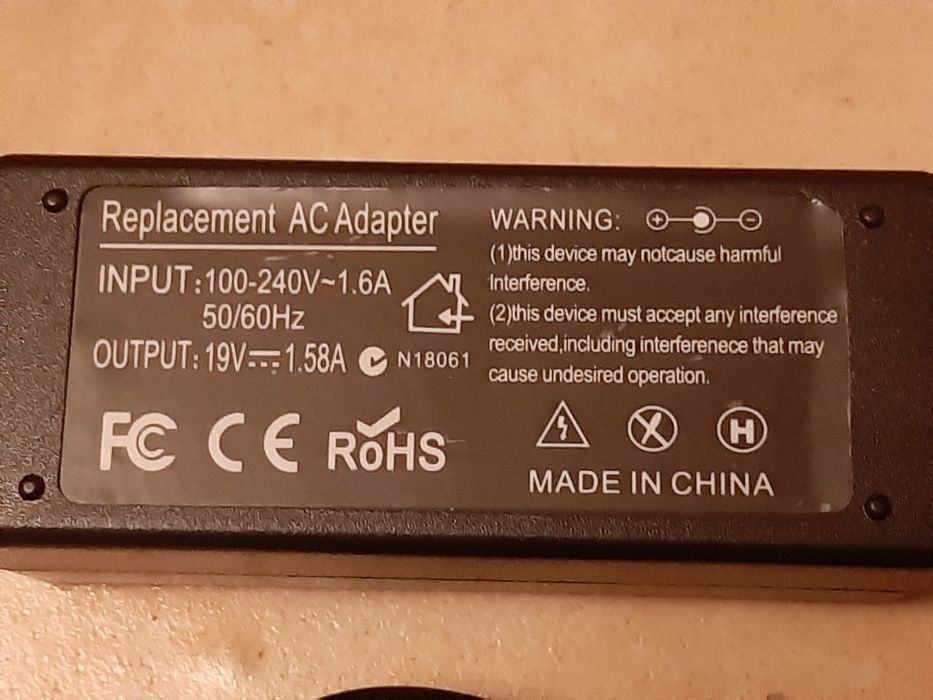 Replacement AC Adapter
INPUT:100-240V~1.6A
50/60Hz
OUTPUT:19V⎓1.58A
N18061
FC CE RoHS
WARNING:
(1)this device may notcause harmful
Interference.
(2)this device must accept any interference
received,including interferenece that may
cause undesired operation.
H
MADE IN CHINA